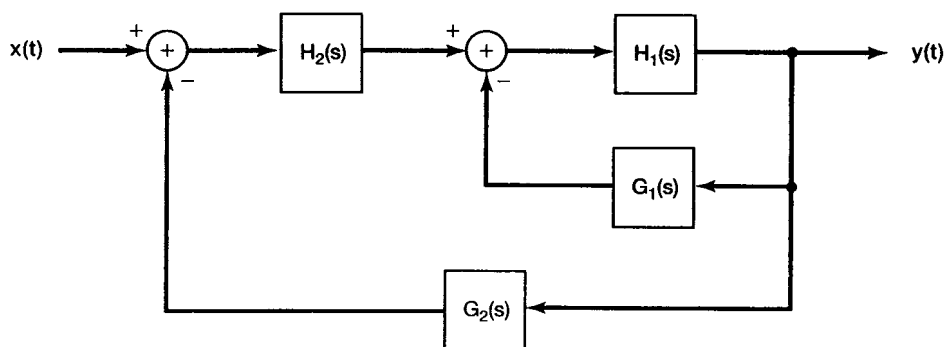 x(t)
+
+
−
H₂(s)
+
+
−
H₁(s)
y(t)
G₁(s)
G₂(s)